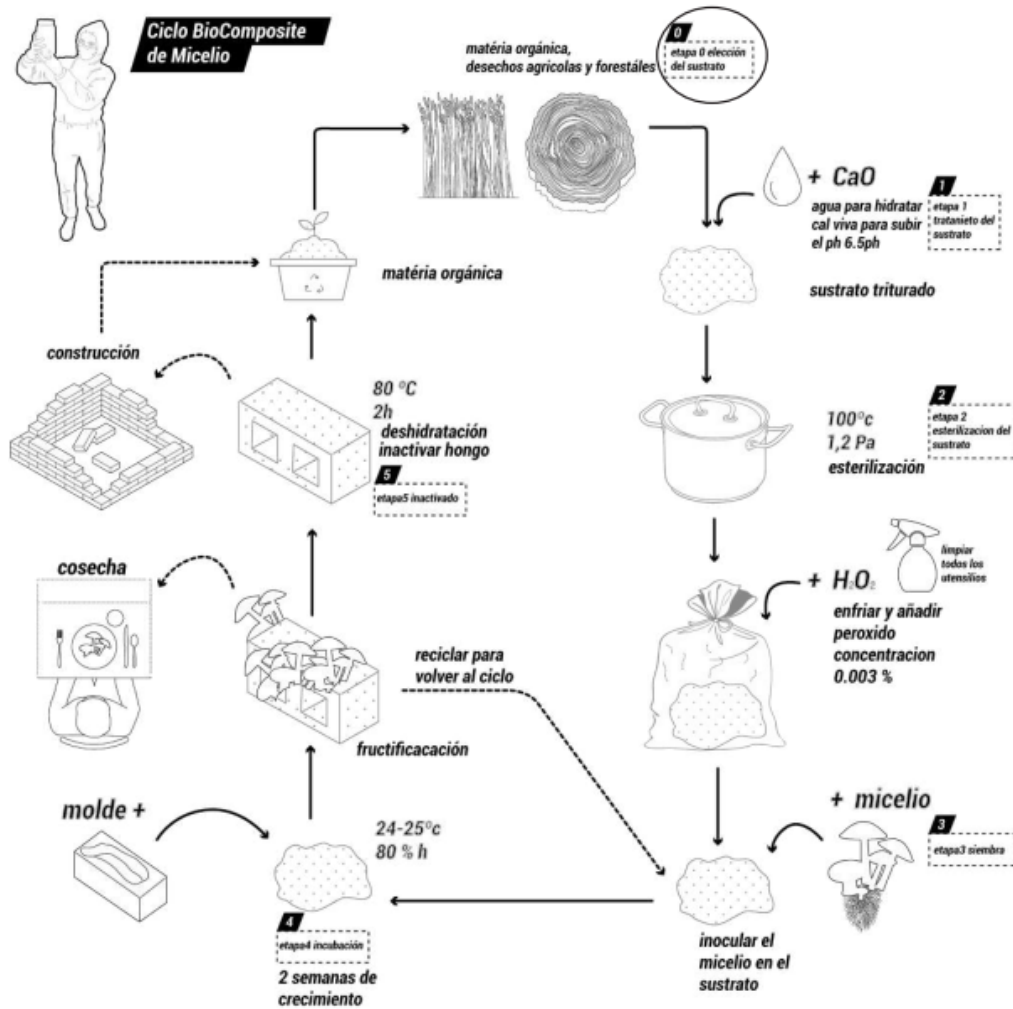 Ciclo BioComposite
de Micelio
matéria orgánica,
desechos agricolas y forestáles
0
etapa 0 elección
del sustrato
+ CaO
agua para hidratar
cal viva para subir
el ph 6.5ph
1
etapa 1
tratanieto del
sustrato
sustrato triturado
matéria orgánica
construcción
80 ºC
2h
deshidratación
inactivar hongo
5
etapa5 inactivado
100ºc
1,2 Pa
esterilización
2
etapa 2
esterilizacion del
sustrato
cosecha
+ H2O2
limpiar
todos los
utensilios
enfriar y añadir
peroxido
concentracion
0.003 %
reciclar para
volver al ciclo
fructificacación
molde +
24-25ºc
80 % h
4
etapa4 incubación
2 semanas de
crecimiento
+ micelio
3
etapa3 siembra
inocular el
micelio en el
sustrato